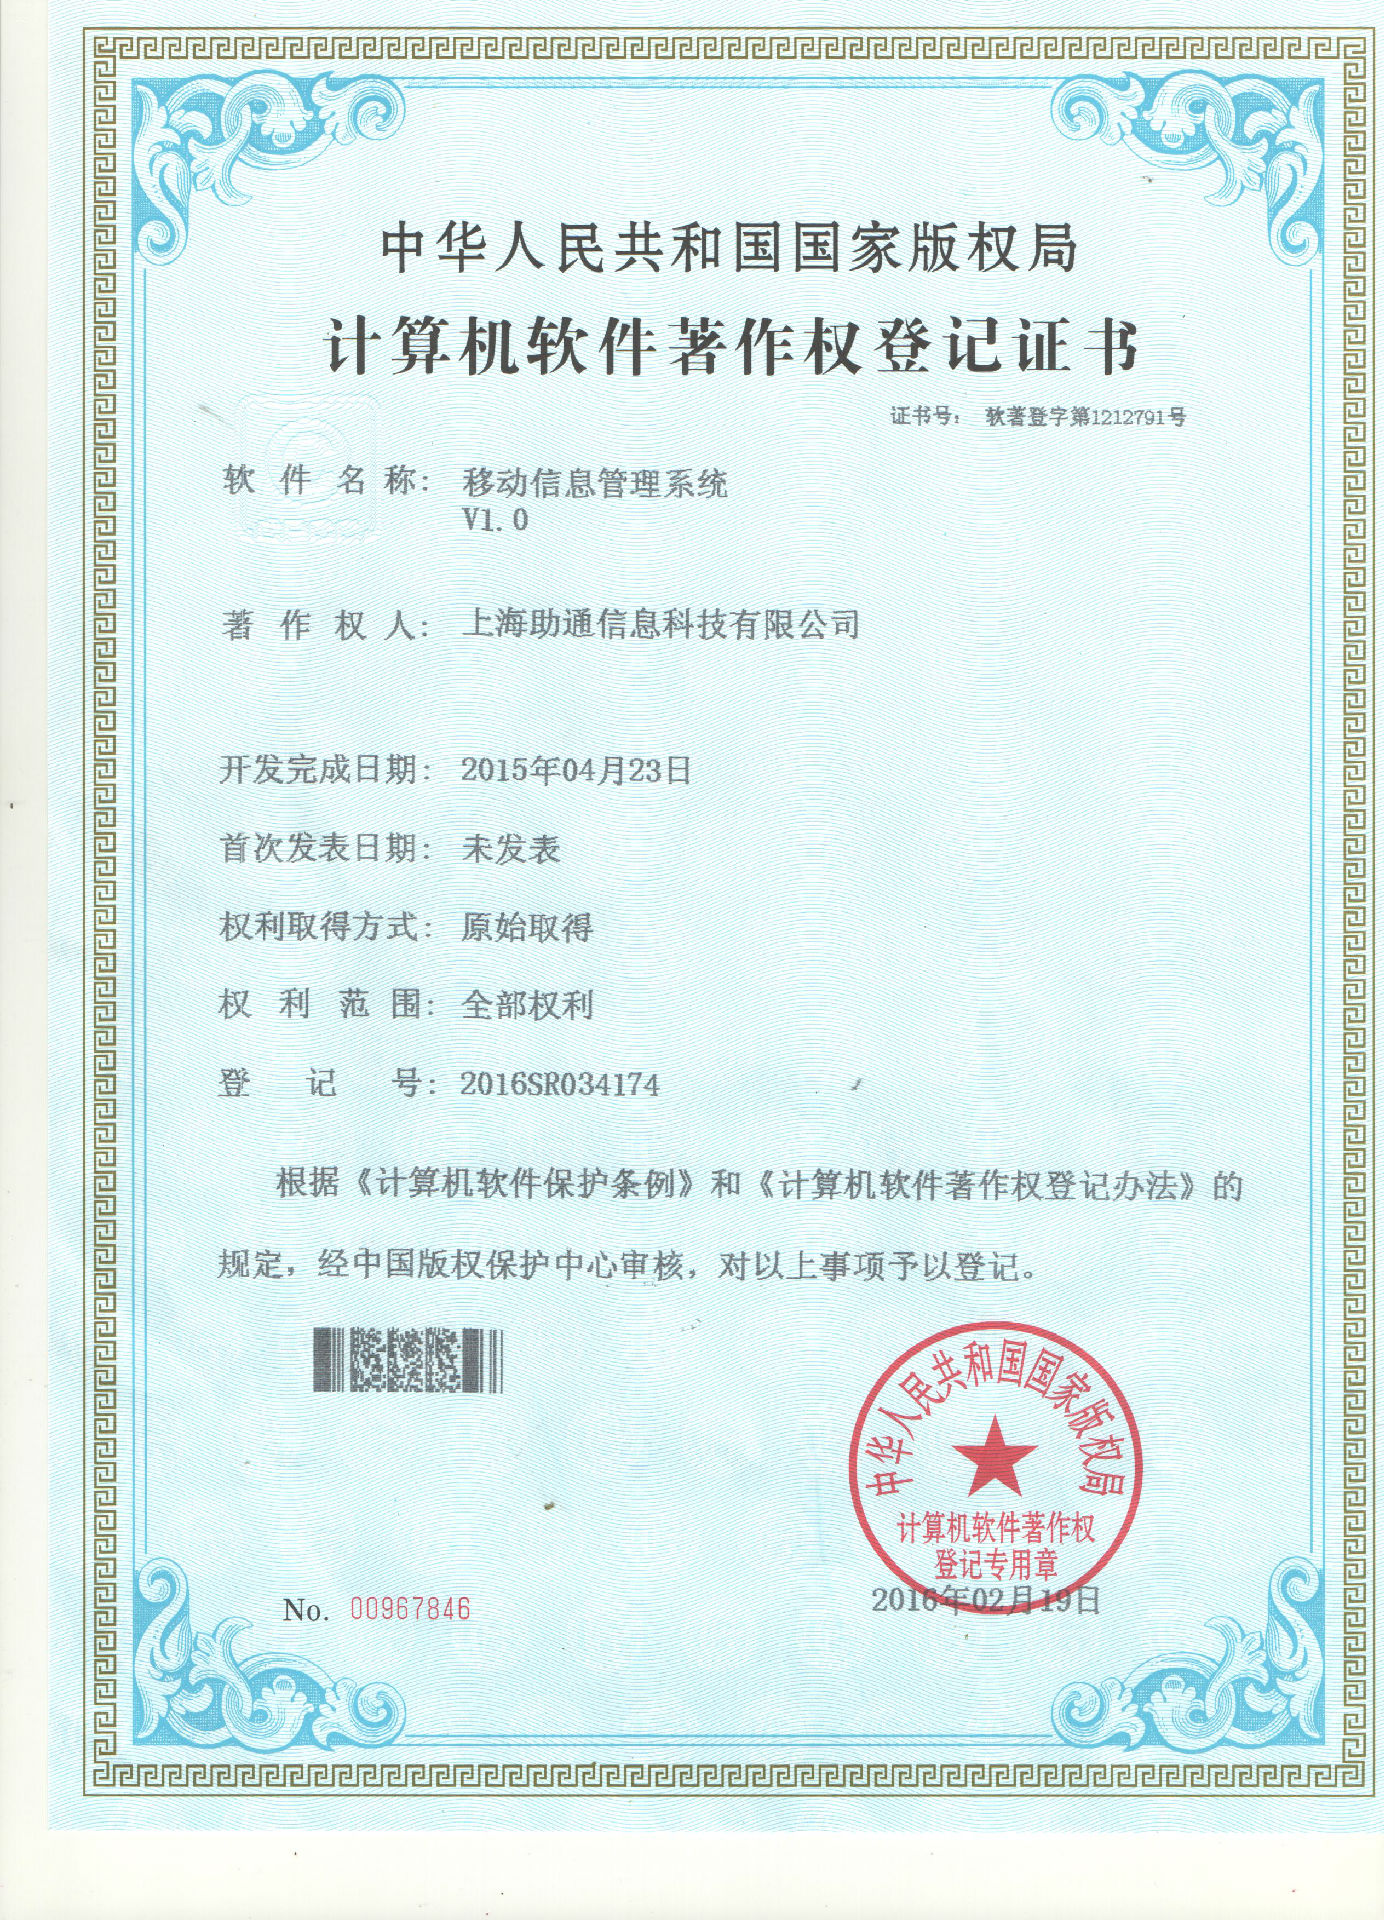 中华人民共和国国家版权局
计算机软件著作权登记证书
证书号： 软著登字第1212791号
软件名称： 移动信息管理系统
V1.0
著作权人： 上海助通信息科技有限公司
开发完成日期： 2015年04月23日
首次发表日期： 未发表
权利取得方式： 原始取得
权利范围： 全部权利
登记号： 2016SR034174
根据《计算机软件保护条例》和《计算机软件著作权登记办法》的
规定，经中国版权保护中心审核，对以上事项予以登记。
中华人民共和国国家版权局
计算机软件著作权
登记专用章
2016年02月19日
No. 00967846